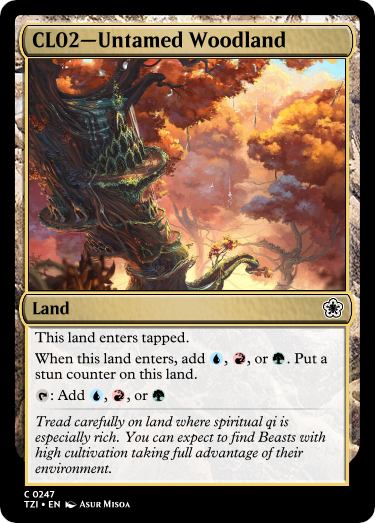 CL02—Untamed Woodland
Land
This land enters tapped.
When this land enters, add 💧, 🔥, or 🌳. Put a
stun counter on this land.
: Add 💧, 🔥, or 🌳
Tread carefully on land where spiritual qi is
especially rich. You can expect to find Beasts with
high cultivation taking full advantage of their
environment.
C 0247
TZI • EN Asur Misoa